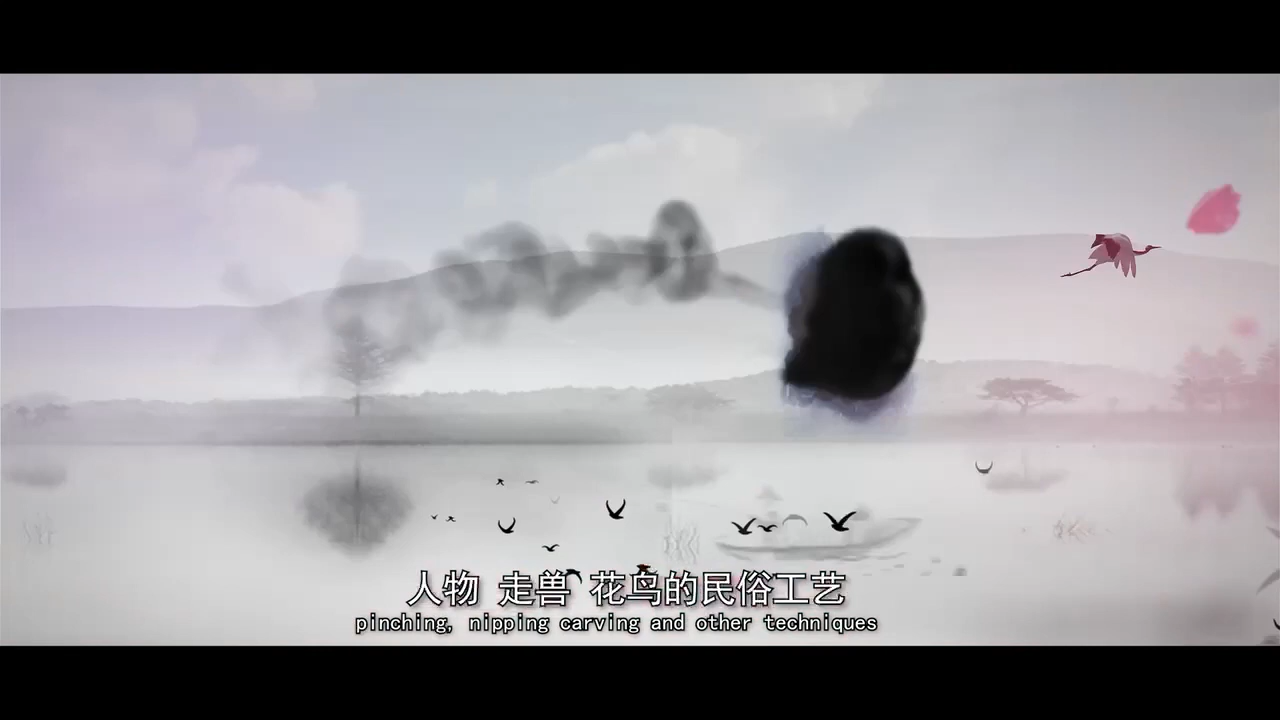 人物 走兽 花鸟的民俗工艺
pinching, nipping carving and other techniques